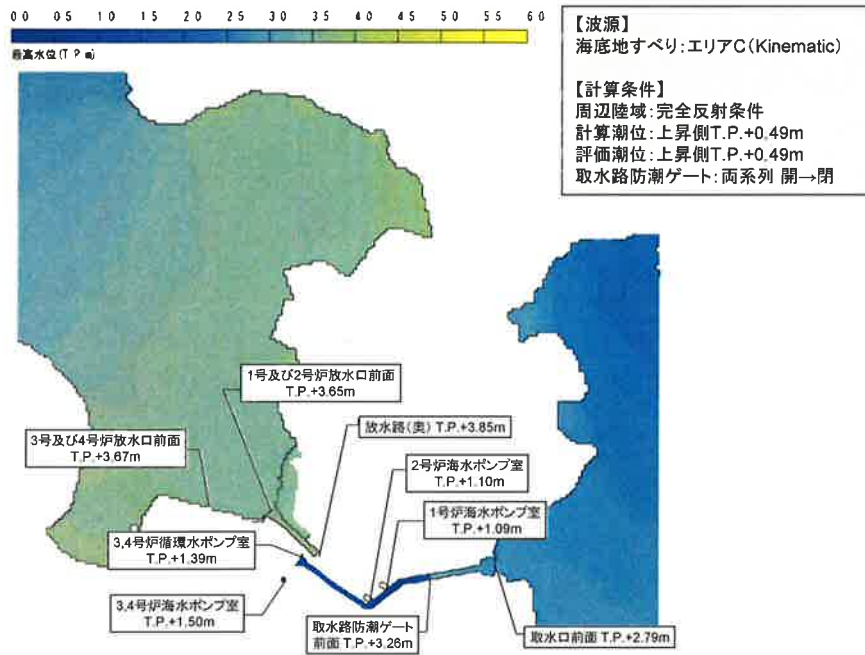 0 0 0 5 1 0 1 5 2 0 2 5 3 0 3 5 4 0 4 5 5 0 5 5 6 0
最高水位(T P m)
【波源】
海底地すべり:エリアC(Kinematic)
【計算条件】
周辺陸域:完全反射条件
計算潮位:上昇側T.P.+0.49m
評価潮位:上昇側T.P.+0.49m
取水路防潮ゲート:両系列 開→閉
1号及び2号炉放水口前面
T.P.+3.65m
放水路(奥) T.P.+3.85m
3号及び4号炉放水口前面
T.P.+3.67m
2号炉海水ポンプ室
T.P.+1.10m
1号炉海水ポンプ室
T.P.+1.09m
3,4号炉循環水ポンプ室
T.P.+1.39m
3,4号炉海水ポンプ室
T.P.+1.50m
取水路防潮ゲート
前面 T.P.+3.26m
取水口前面 T.P.+2.79m